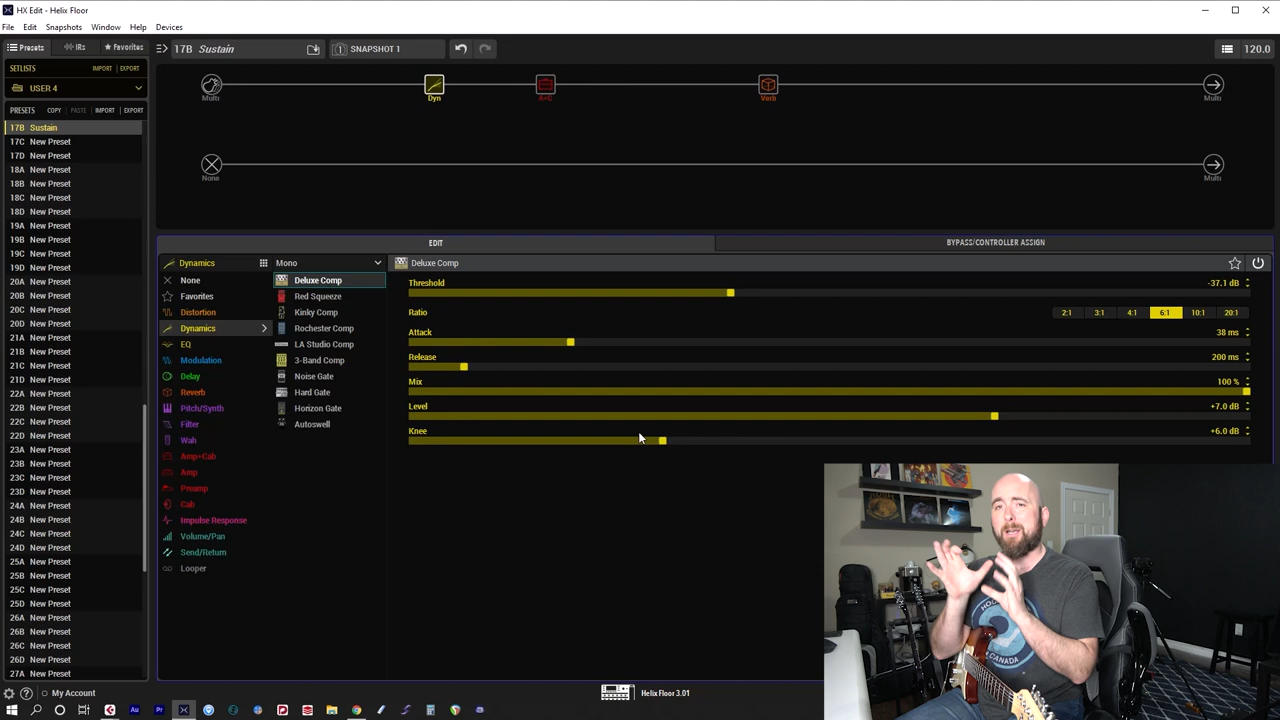 HX Edit - Helix Floor
File Edit Snapshots Window Help Devices
Presets IRs Favorites
17B Sustain
1 SNAPSHOT 1
120.0
SETLISTS IMPORT EXPORT
USER 4
PRESETS COPY PASTE IMPORT EXPORT
17B Sustain
17C New Preset
17D New Preset
18A New Preset
18B New Preset
18C New Preset
18D New Preset
19A New Preset
19B New Preset
19C New Preset
19D New Preset
20A New Preset
20B New Preset
20C New Preset
20D New Preset
21A New Preset
21B New Preset
21C New Preset
21D New Preset
22A New Preset
22B New Preset
22C New Preset
22D New Preset
23A New Preset
23B New Preset
23C New Preset
23D New Preset
24A New Preset
24B New Preset
24C New Preset
24D New Preset
25A New Preset
25B New Preset
25C New Preset
25D New Preset
26A New Preset
26B New Preset
26C New Preset
26D New Preset
27A New Preset
Multi Dyn A+C Verb Multi
None Multi
EDIT BYPASS/CONTROLLER ASSIGN
Dynamics
None
Favorites
Distortion
Dynamics
EQ
Modulation
Delay
Reverb
Pitch/Synth
Filter
Wah
Amp+Cab
Amp
Preamp
Cab
Impulse Response
Volume/Pan
Send/Return
Looper
Mono
Deluxe Comp
Red Squeeze
Kinky Comp
Rochester Comp
LA Studio Comp
3-Band Comp
Noise Gate
Hard Gate
Horizon Gate
Autoswell
Deluxe Comp
Threshold -37.1 dB
Ratio 2:1 3:1 4:1 6:1 10:1 20:1
Attack 38 ms
Release 200 ms
Mix 100 %
Level +7.0 dB
Knee +6.0 dB
CANADA
My Account
Helix Floor 3.01
Au Pr